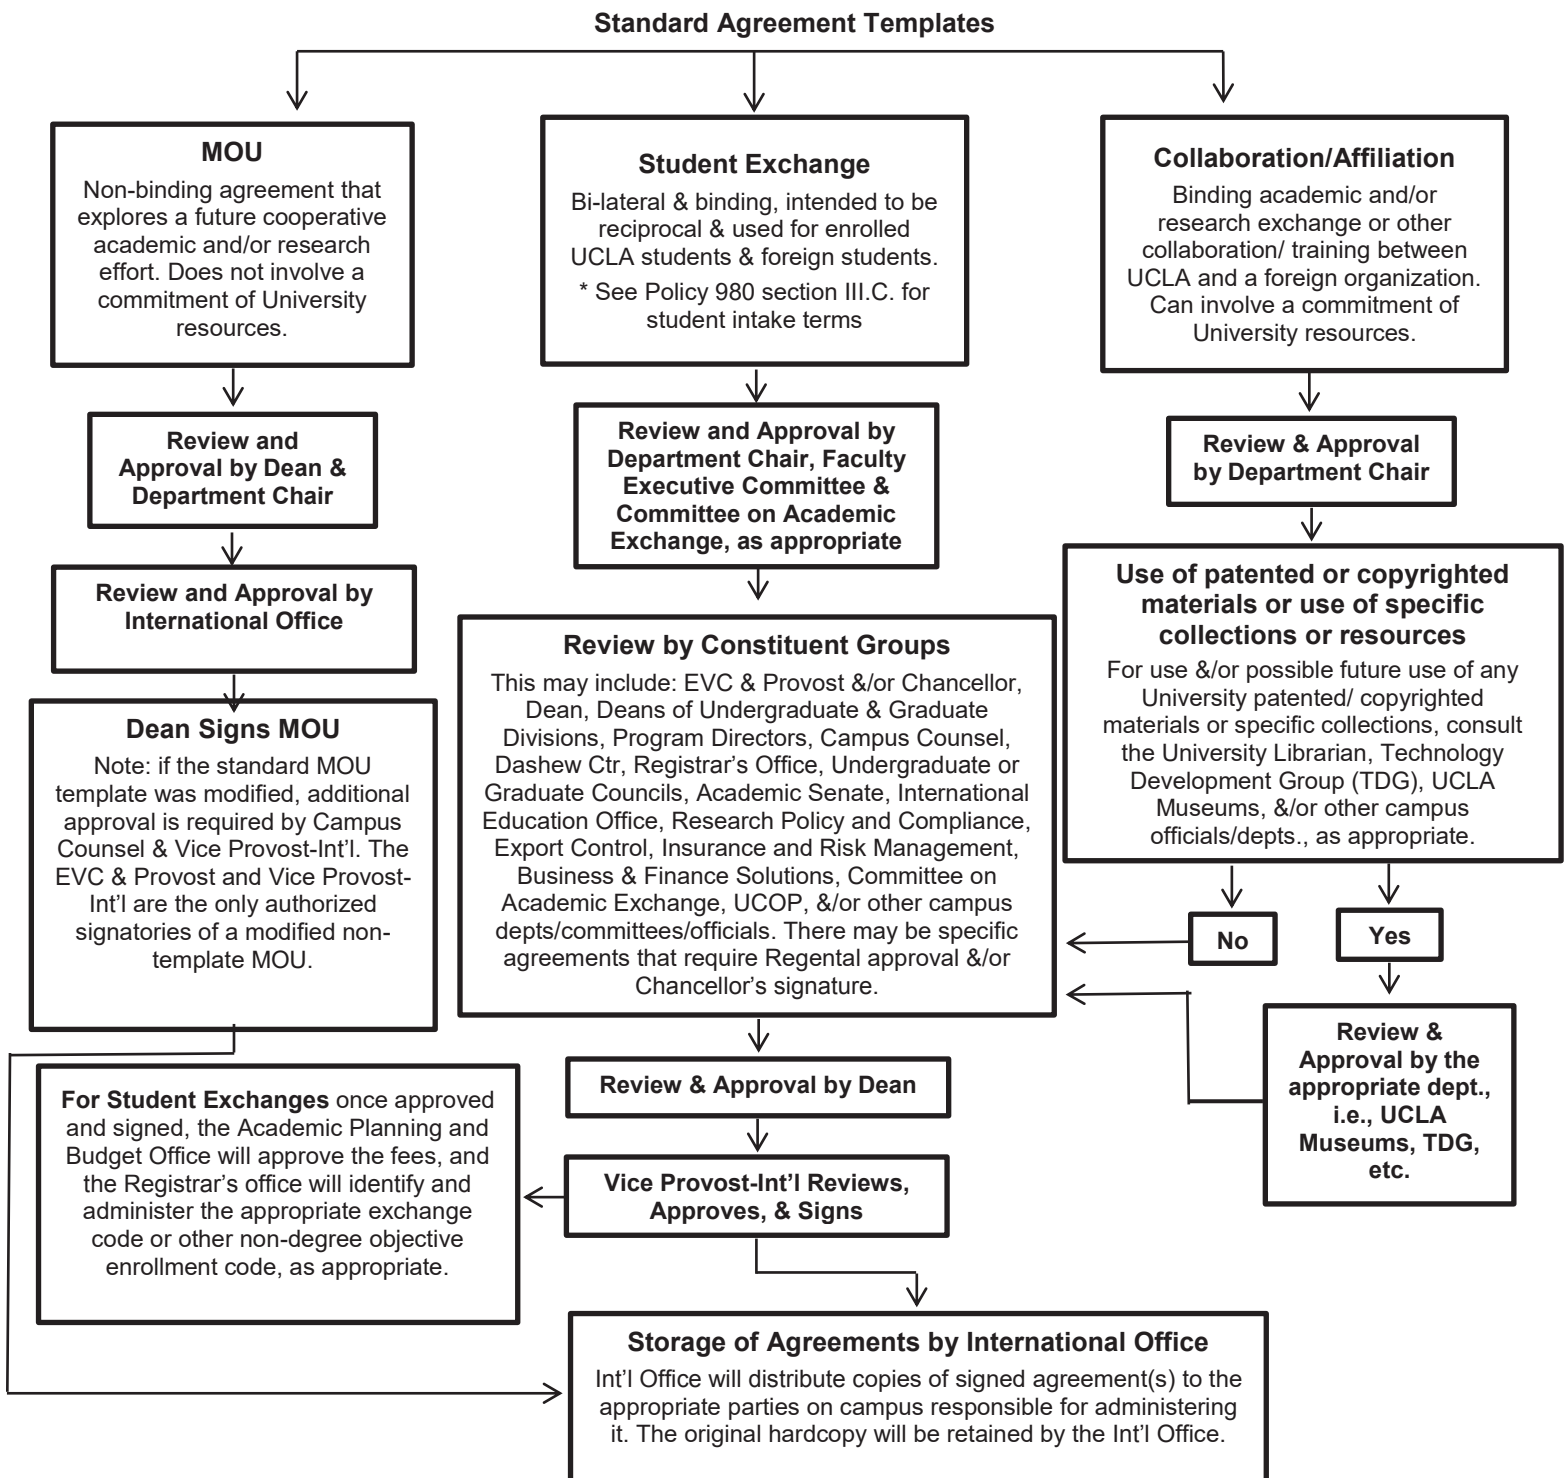 Standard Agreement Templates
MOU
Non-binding agreement that
explores a future cooperative
academic and/or research
effort. Does not involve a
commitment of University
resources.
Student Exchange
Bi-lateral & binding, intended to be
reciprocal & used for enrolled
UCLA students & foreign students.
* See Policy 980 section III.C. for
student intake terms
Collaboration/Affiliation
Binding academic and/or
research exchange or other
collaboration/ training between
UCLA and a foreign organization.
Can involve a commitment of
University resources.
Review and
Approval by Dean &
Department Chair
Review and Approval by
Department Chair, Faculty
Executive Committee &
Committee on Academic
Exchange, as appropriate
Review & Approval
by Department Chair
Review and Approval by
International Office
Review by Constituent Groups
This may include: EVC & Provost &/or Chancellor,
Dean, Deans of Undergraduate & Graduate
Divisions, Program Directors, Campus Counsel,
Dashew Ctr, Registrar's Office, Undergraduate or
Graduate Councils, Academic Senate, International
Education Office, Research Policy and Compliance,
Export Control, Insurance and Risk Management,
Business & Finance Solutions, Committee on
Academic Exchange, UCOP, &/or other campus
depts/committees/officials. There may be specific
agreements that require Regental approval &/or
Chancellor's signature.
Use of patented or copyrighted
materials or use of specific
collections or resources
For use &/or possible future use of any
University patented/ copyrighted
materials or specific collections, consult
the University Librarian, Technology
Development Group (TDG), UCLA
Museums, &/or other campus
officials/depts., as appropriate.
Dean Signs MOU
Note: if the standard MOU
template was modified, additional
approval is required by Campus
Counsel & Vice Provost-Int'l. The
EVC & Provost and Vice Provost-
Int'l are the only authorized
signatories of a modified non-
template MOU.
No
Yes
Review &
Approval by the
appropriate dept.,
i.e., UCLA
Museums, TDG,
etc.
Review & Approval by Dean
For Student Exchanges once approved
and signed, the Academic Planning and
Budget Office will approve the fees, and
the Registrar's office will identify and
administer the appropriate exchange
code or other non-degree objective
enrollment code, as appropriate.
Vice Provost-Int'l Reviews,
Approves, & Signs
Storage of Agreements by International Office
Int'l Office will distribute copies of signed agreement(s) to the
appropriate parties on campus responsible for administering
it. The original hardcopy will be retained by the Int'l Office.